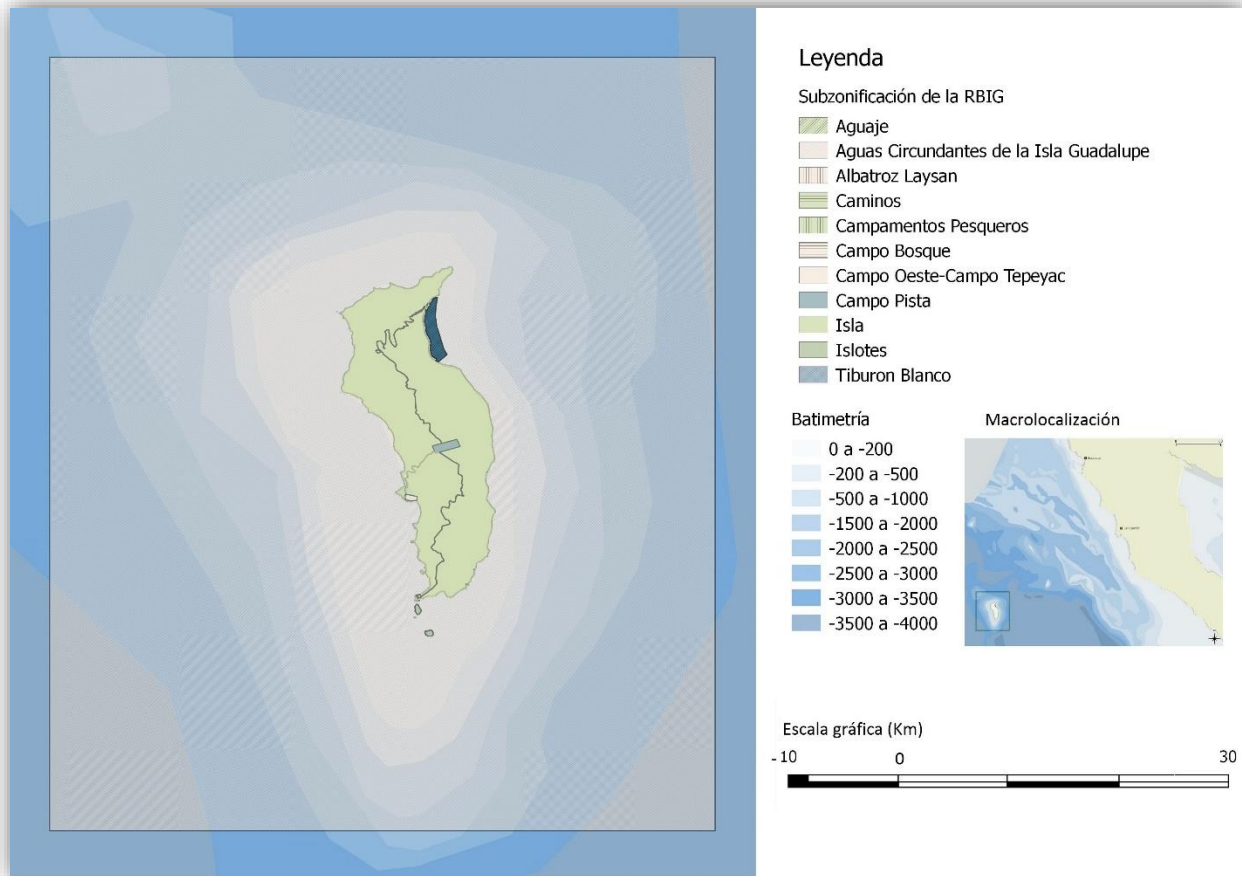 Leyenda
Subzonificación de la RBIG
Aguaje
Aguas Circundantes de la Isla Guadalupe
Albatroz Laysan
Caminos
Campamentos Pesqueros
Campo Bosque
Campo Oeste-Campo Tepeyac
Campo Pista
Isla
Islotes
Tiburon Blanco
Batimetría
0 a -200
-200 a -500
-500 a -1000
-1500 a -2000
-2000 a -2500
-2500 a -3000
-3000 a -3500
-3500 a -4000
Macrolocalización
Escala gráfica (Km)
- 10 0 30